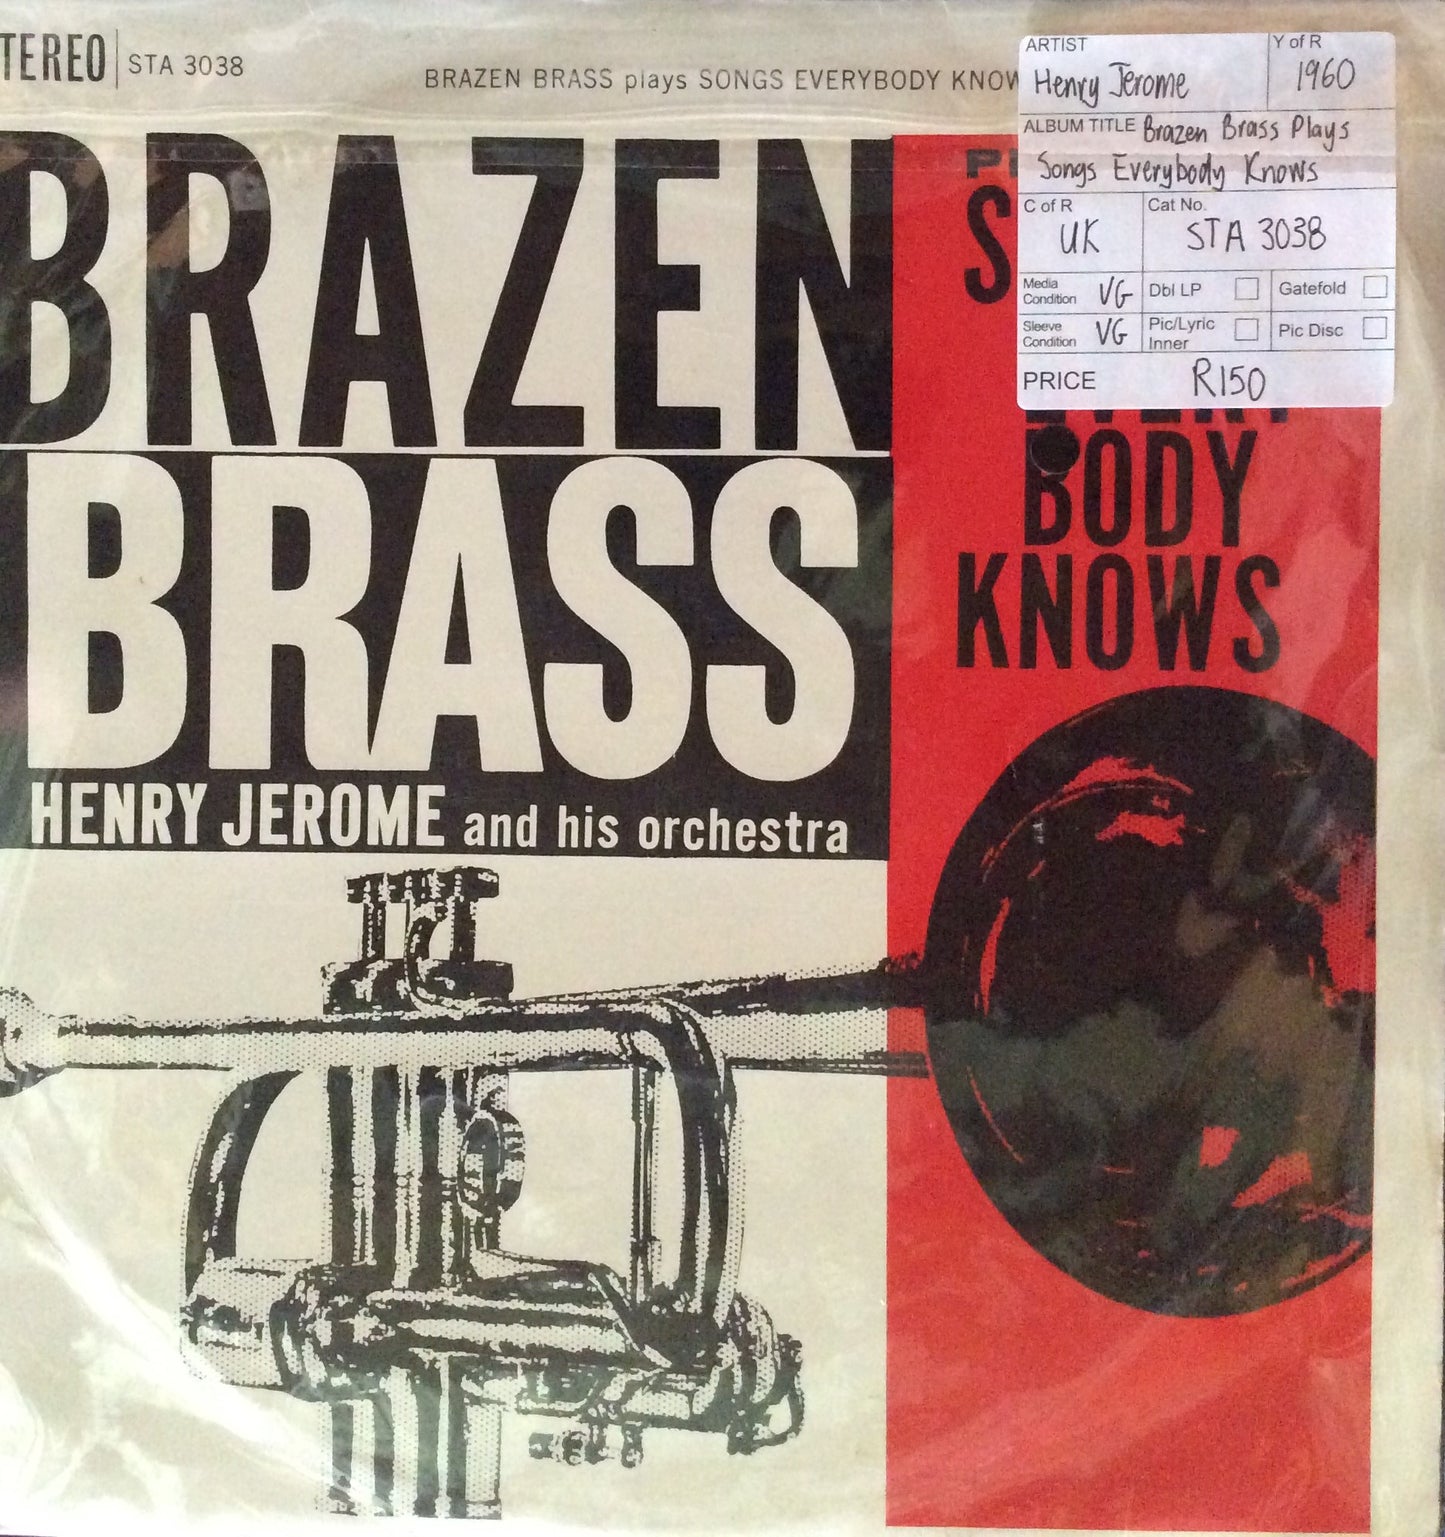 TEREO STA 3038
BRAZEN BRASS plays SONGS EVERYBODY KNOW
BRAZEN
BRASS
HENRY JEROME and his orchestra
S
BODY
KNOWS
ARTIST Y of R
Henry Jerome 1960
ALBUM TITLE Brazen Brass Plays
Songs Everybody Knows
C of R Cat No.
UK STA 3038
Media Condition VG Dbl LP Gatefold
Sleeve Condition VG Pic/Lyric Inner Pic Disc
PRICE R150